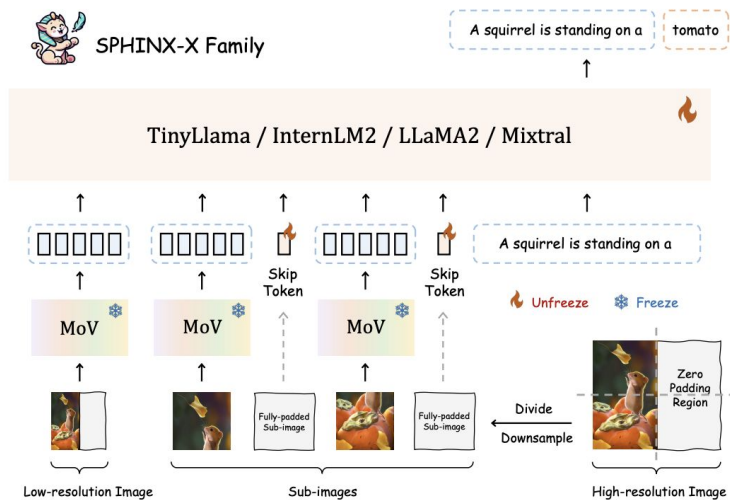 SPHINX-X Family
A squirrel is standing on a
tomato
TinyLlama / InternLM2 / LLaMA2 / Mixtral
A squirrel is standing on a
Skip
Token
Skip
Token
Unfreeze
Freeze
MoV
MoV
MoV
Fully-padded
Sub-image
Fully-padded
Sub-image
Divide
Downsample
Zero
Padding
Region
Low-resolution Image
Sub-images
High-resolution Image